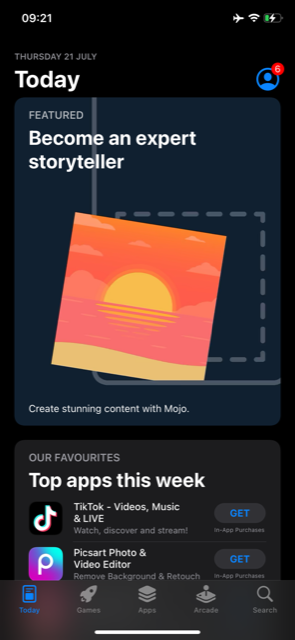 09:21
THURSDAY 21 JULY
Today
6
FEATURED
Become an expert
storyteller
Create stunning content with Mojo.
OUR FAVOURITES
Top apps this week
TikTok - Videos, Music
& LIVE
Watch, discover and stream!
GET
In-App Purchases
Picsart Photo &
Video Editor
Remove Background & Retouch
GET
In-App Purchases
Today
Games
Apps
Arcade
Search